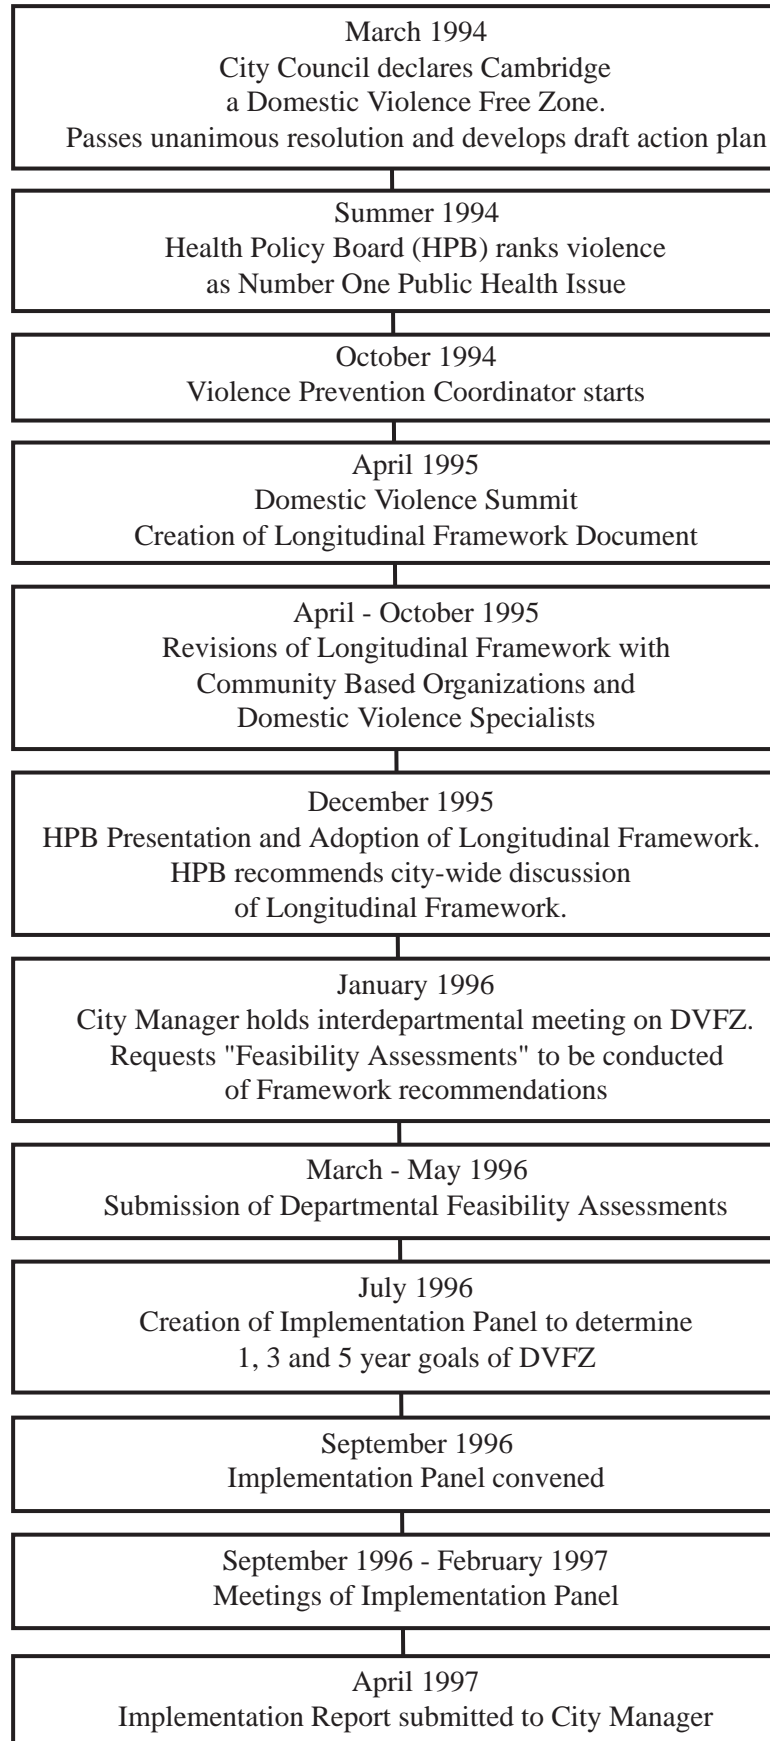 March 1994
City Council declares Cambridge
a Domestic Violence Free Zone.
Passes unanimous resolution and develops draft action plan
Summer 1994
Health Policy Board (HPB) ranks violence
as Number One Public Health Issue
October 1994
Violence Prevention Coordinator starts
April 1995
Domestic Violence Summit
Creation of Longitudinal Framework Document
April - October 1995
Revisions of Longitudinal Framework with
Community Based Organizations and
Domestic Violence Specialists
December 1995
HPB Presentation and Adoption of Longitudinal Framework.
HPB recommends city-wide discussion
of Longitudinal Framework.
January 1996
City Manager holds interdepartmental meeting on DVFZ.
Requests "Feasibility Assessments" to be conducted
of Framework recommendations
March - May 1996
Submission of Departmental Feasibility Assessments
July 1996
Creation of Implementation Panel to determine
1, 3 and 5 year goals of DVFZ
September 1996
Implementation Panel convened
September 1996 - February 1997
Meetings of Implementation Panel
April 1997
Implementation Report submitted to City Manager